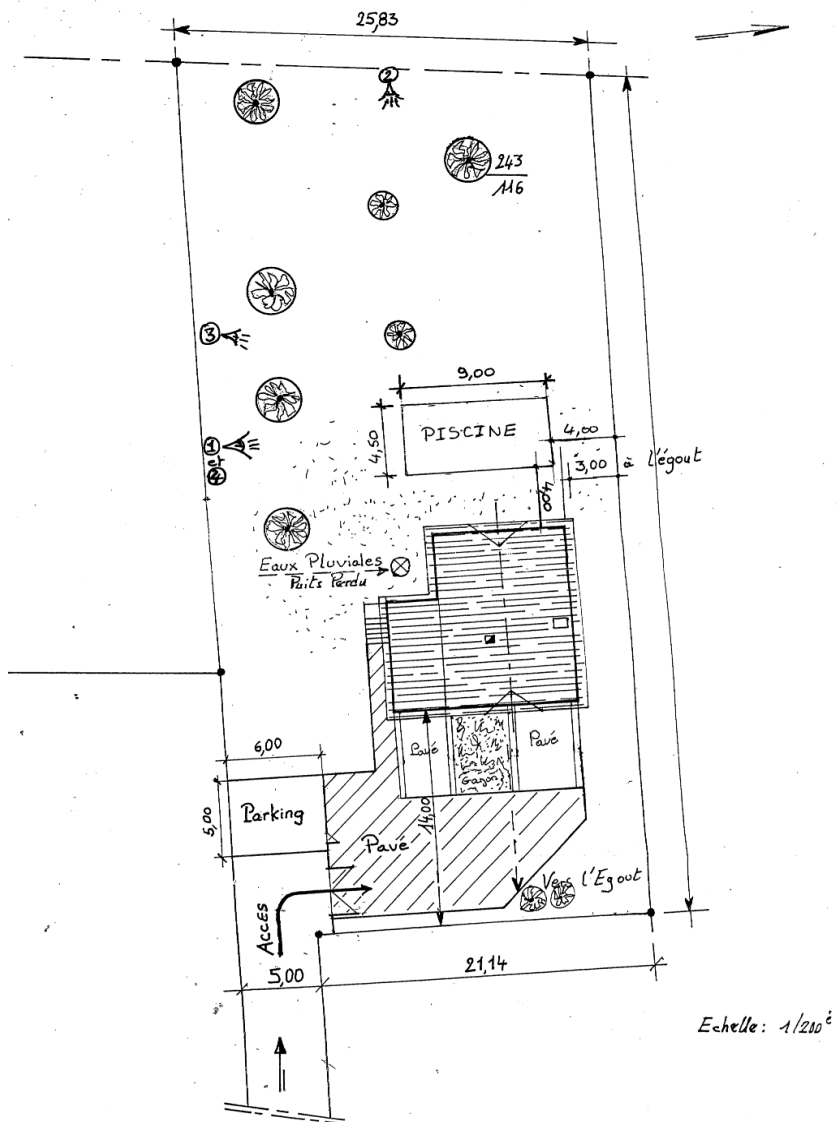 25,83
2
243
116
3
9,00
PISCINE
4,50
4,00
3,00 à l'égout
4,00
1
et
4
Eaux Pluviales
Puits Perdu
Pavé
Gazon
Pavé
6,00
5,00
Parking
14,00
Pavé
Vers l'Egout
ACCES
5,00
21,14
Echelle: 1/200è